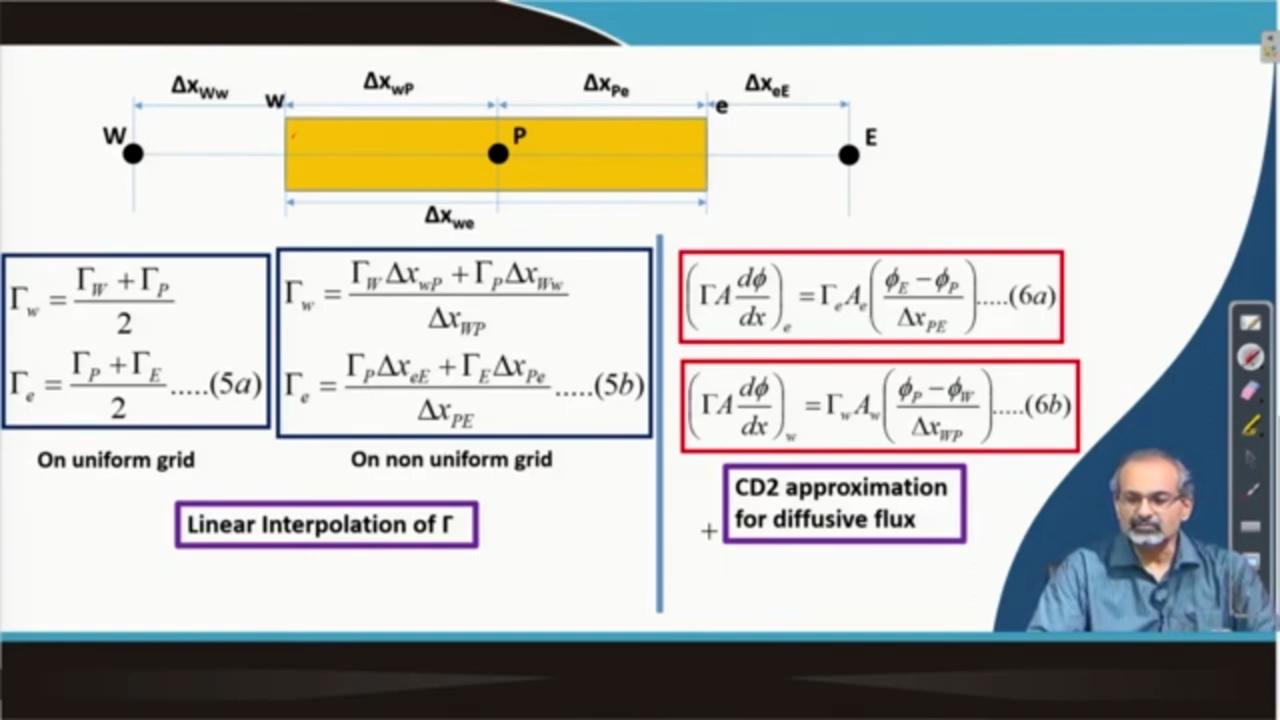 Δx_Ww Δx_wP Δx_Pe Δx_eE
w e
W P E
Δx_we
Γ_w = (Γ_W + Γ_P) / 2
Γ_e = (Γ_P + Γ_E) / 2 .....(5a)
On uniform grid
Γ_w = (Γ_W Δx_wP + Γ_P Δx_Ww) / Δx_WP
Γ_e = (Γ_P Δx_eE + Γ_E Δx_Pe) / Δx_PE .....(5b)
On non uniform grid
Linear Interpolation of Γ
(ΓA dϕ/dx)_e = Γ_e A_e ((ϕ_E − ϕ_P) / Δx_PE) .....(6a)
(ΓA dϕ/dx)_w = Γ_w A_w ((ϕ_P − ϕ_W) / Δx_WP) .....(6b)
CD2 approximation
for diffusive flux